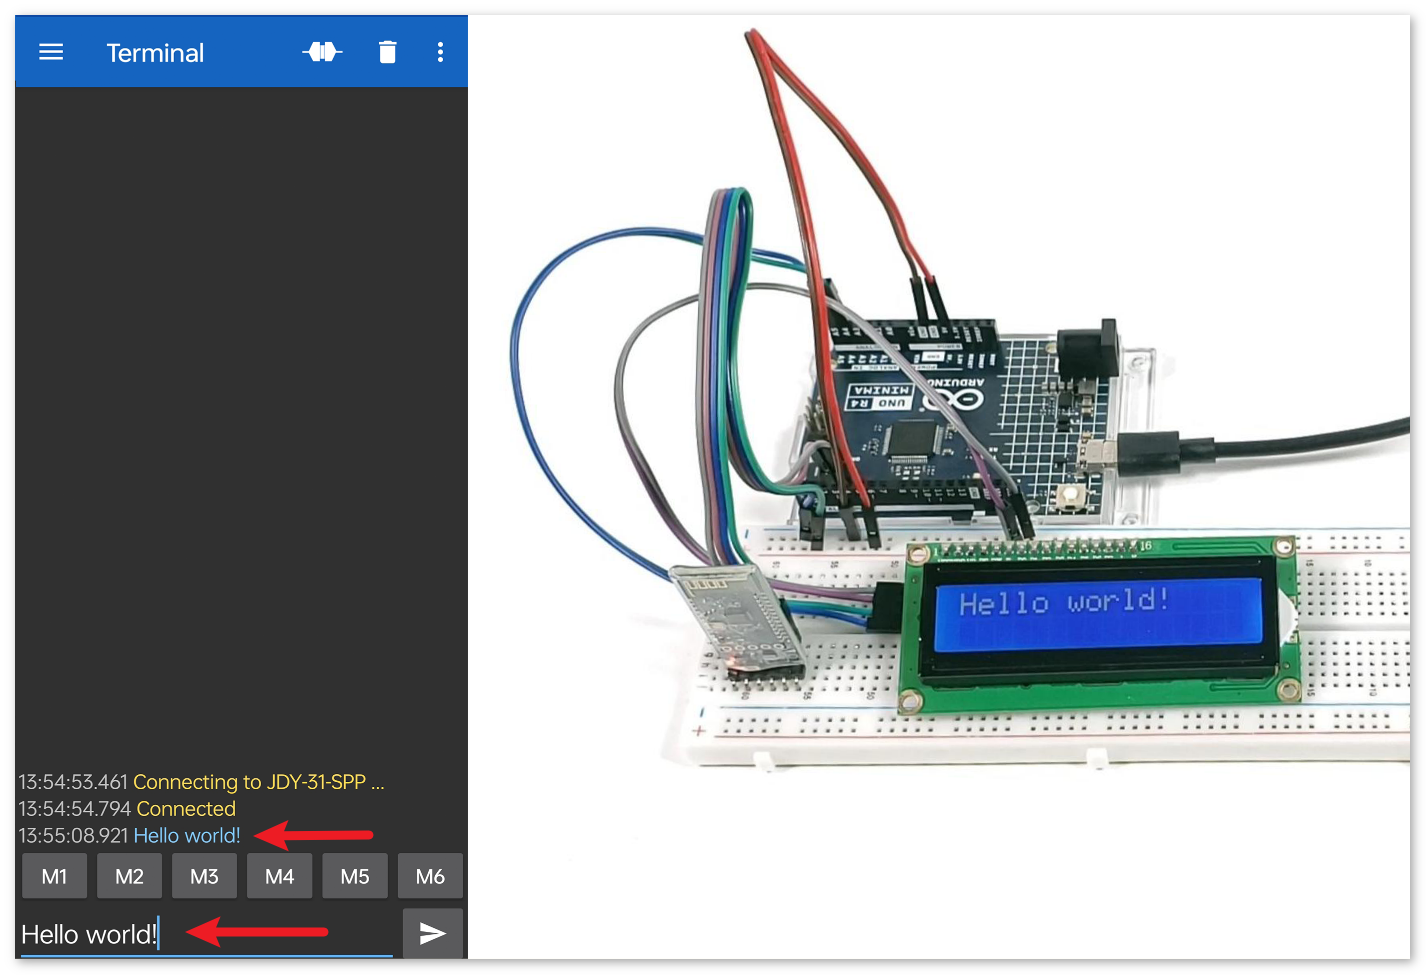 Terminal
13:54:53.461 Connecting to JDY-31-SPP ...
13:54:54.794 Connected
13:55:08.921 Hello world!
M1 M2 M3 M4 M5 M6
Hello world!
ARDUINO
UNO R4
MINIMA
1 16
Hello world!